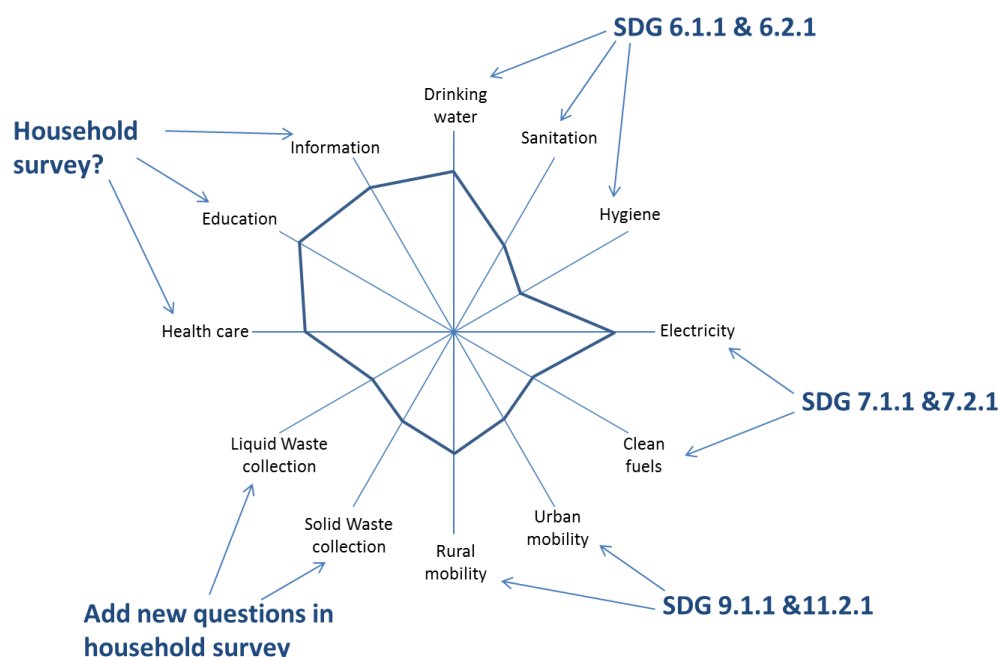 SDG 6.1.1 & 6.2.1
Drinking
water
Sanitation
Hygiene
Household
survey?
Information
Education
Health care
Electricity
SDG 7.1.1 &7.2.1
Clean
fuels
Liquid Waste
collection
Solid Waste
collection
Rural
mobility
Urban
mobility
SDG 9.1.1 &11.2.1
Add new questions in
household survey